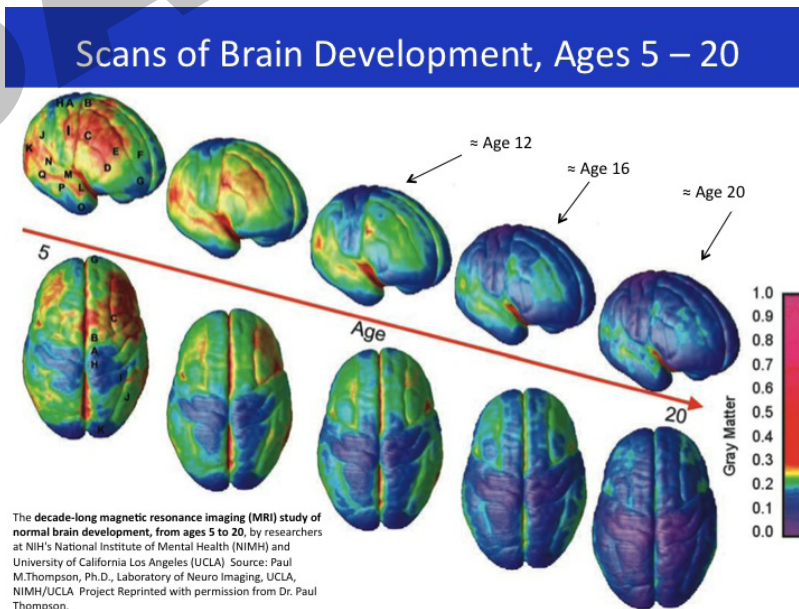 Scans of Brain Development, Ages 5 – 20
H A B
I
J
C
K
E
F
N
D
Q
M
G
P
L
O
≈ Age 12
≈ Age 16
≈ Age 20
5
Age
20
G
C
B
A
H
I
J
K
1.0
0.9
0.8
0.7
0.6
0.5
0.4
0.3
0.2
0.1
0.0
Gray Matter
The decade-long magnetic resonance imaging (MRI) study of
normal brain development, from ages 5 to 20, by researchers
at NIH's National Institute of Mental Health (NIMH) and
University of California Los Angeles (UCLA) Source: Paul
M.Thompson, Ph.D., Laboratory of Neuro Imaging, UCLA,
NIMH/UCLA Project Reprinted with permission from Dr. Paul
Thompson.